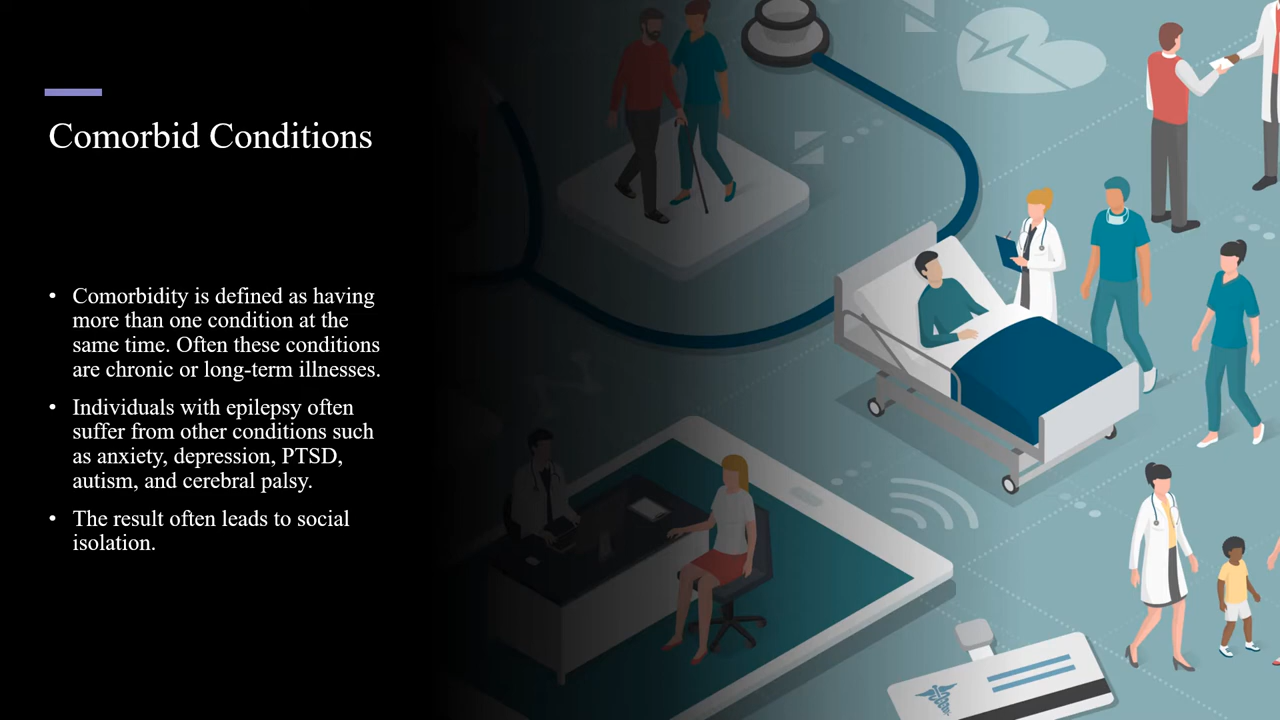 Comorbid Conditions
• Comorbidity is defined as having
more than one condition at the
same time. Often these conditions
are chronic or long-term illnesses.
• Individuals with epilepsy often
suffer from other conditions such
as anxiety, depression, PTSD,
autism, and cerebral palsy.
• The result often leads to social
isolation.